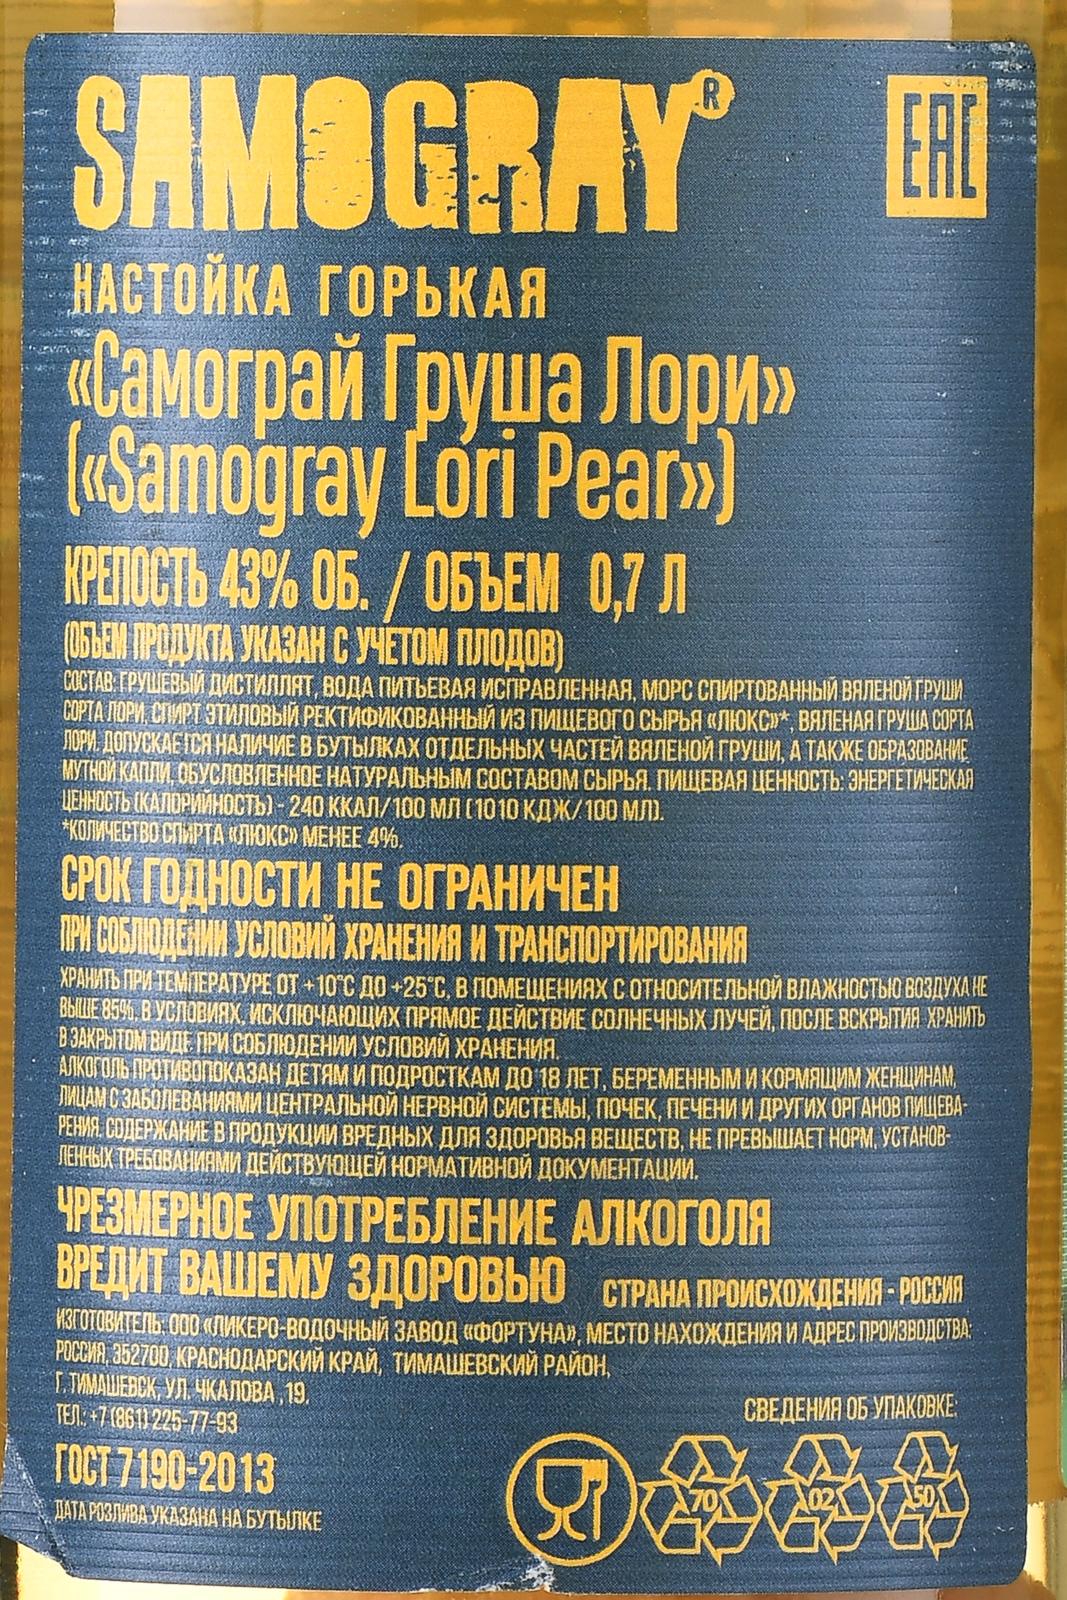 SAMOGRAY®
EAC
НАСТОЙКА ГОРЬКАЯ
«Самограй Груша Лори»
(«Samogray Lori Pear»)
КРЕПОСТЬ 43% ОБ. / ОБЪЕМ 0,7 Л
(ОБЪЕМ ПРОДУКТА УКАЗАН С УЧЕТОМ ПЛОДОВ)
СОСТАВ: ГРУШЕВЫЙ ДИСТИЛЛЯТ, ВОДА ПИТЬЕВАЯ ИСПРАВЛЕННАЯ, МОРС СПИРТОВАННЫЙ ВЯЛЕНОЙ ГРУШИ
СОРТА ЛОРИ, СПИРТ ЭТИЛОВЫЙ РЕКТИФИКОВАННЫЙ ИЗ ПИЩЕВОГО СЫРЬЯ «ЛЮКС»*, ВЯЛЕНАЯ ГРУША СОРТА
ЛОРИ. ДОПУСКАЕТСЯ НАЛИЧИЕ В БУТЫЛКАХ ОТДЕЛЬНЫХ ЧАСТЕЙ ВЯЛЕНОЙ ГРУШИ, А ТАКЖЕ ОБРАЗОВАНИЕ
МУТНОЙ КАПЛИ, ОБУСЛОВЛЕННОЕ НАТУРАЛЬНЫМ СОСТАВОМ СЫРЬЯ. ПИЩЕВАЯ ЦЕННОСТЬ: ЭНЕРГЕТИЧЕСКАЯ
ЦЕННОСТЬ (КАЛОРИЙНОСТЬ) - 240 ККАЛ/100 МЛ (1010 КДЖ/100 МЛ).
*КОЛИЧЕСТВО СПИРТА «ЛЮКС» МЕНЕЕ 4%.
СРОК ГОДНОСТИ НЕ ОГРАНИЧЕН
ПРИ СОБЛЮДЕНИИ УСЛОВИЙ ХРАНЕНИЯ И ТРАНСПОРТИРОВАНИЯ
ХРАНИТЬ ПРИ ТЕМПЕРАТУРЕ ОТ +10°С ДО +25°С, В ПОМЕЩЕНИЯХ С ОТНОСИТЕЛЬНОЙ ВЛАЖНОСТЬЮ ВОЗДУХА НЕ
ВЫШЕ 85%, В УСЛОВИЯХ, ИСКЛЮЧАЮЩИХ ПРЯМОЕ ДЕЙСТВИЕ СОЛНЕЧНЫХ ЛУЧЕЙ, ПОСЛЕ ВСКРЫТИЯ ХРАНИТЬ
В ЗАКРЫТОМ ВИДЕ ПРИ СОБЛЮДЕНИИ УСЛОВИЙ ХРАНЕНИЯ.
АЛКОГОЛЬ ПРОТИВОПОКАЗАН ДЕТЯМ И ПОДРОСТКАМ ДО 18 ЛЕТ, БЕРЕМЕННЫМ И КОРМЯЩИМ ЖЕНЩИНАМ,
ЛИЦАМ С ЗАБОЛЕВАНИЯМИ ЦЕНТРАЛЬНОЙ НЕРВНОЙ СИСТЕМЫ, ПОЧЕК, ПЕЧЕНИ И ДРУГИХ ОРГАНОВ ПИЩЕВА-
РЕНИЯ. СОДЕРЖАНИЕ В ПРОДУКЦИИ ВРЕДНЫХ ДЛЯ ЗДОРОВЬЯ ВЕЩЕСТВ, НЕ ПРЕВЫШАЕТ НОРМ, УСТАНОВ-
ЛЕННЫХ ТРЕБОВАНИЯМИ ДЕЙСТВУЮЩЕЙ НОРМАТИВНОЙ ДОКУМЕНТАЦИИ.
ЧРЕЗМЕРНОЕ УПОТРЕБЛЕНИЕ АЛКОГОЛЯ
ВРЕДИТ ВАШЕМУ ЗДОРОВЬЮ
СТРАНА ПРОИСХОЖДЕНИЯ - РОССИЯ
ИЗГОТОВИТЕЛЬ: ООО «ЛИКЕРО-ВОДОЧНЫЙ ЗАВОД «ФОРТУНА», МЕСТО НАХОЖДЕНИЯ И АДРЕС ПРОИЗВОДСТВА:
РОССИЯ, 352700, КРАСНОДАРСКИЙ КРАЙ, ТИМАШЕВСКИЙ РАЙОН,
Г. ТИМАШЕВСК, УЛ. ЧКАЛОВА ,19.
ТЕЛ.: +7 (861) 225-77-93
СВЕДЕНИЯ ОБ УПАКОВКЕ:
ГОСТ 7190-2013
70 02 50
ДАТА РОЗЛИВА УКАЗАНА НА БУТЫЛКЕ